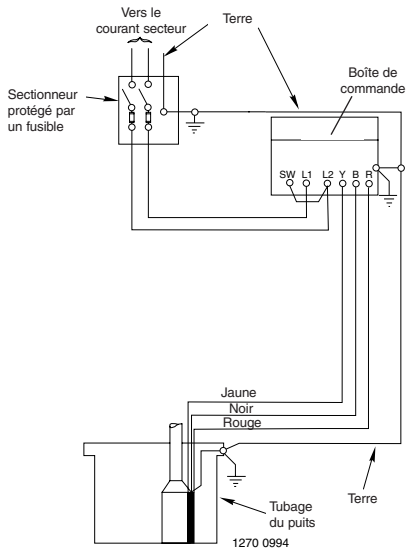 Vers le
courant secteur
Terre
Boîte de
commande
Sectionneur
protégé par
un fusible
SW L1 L2 Y B R
Jaune
Noir
Rouge
Tubage
du puits
Terre
1270 0994